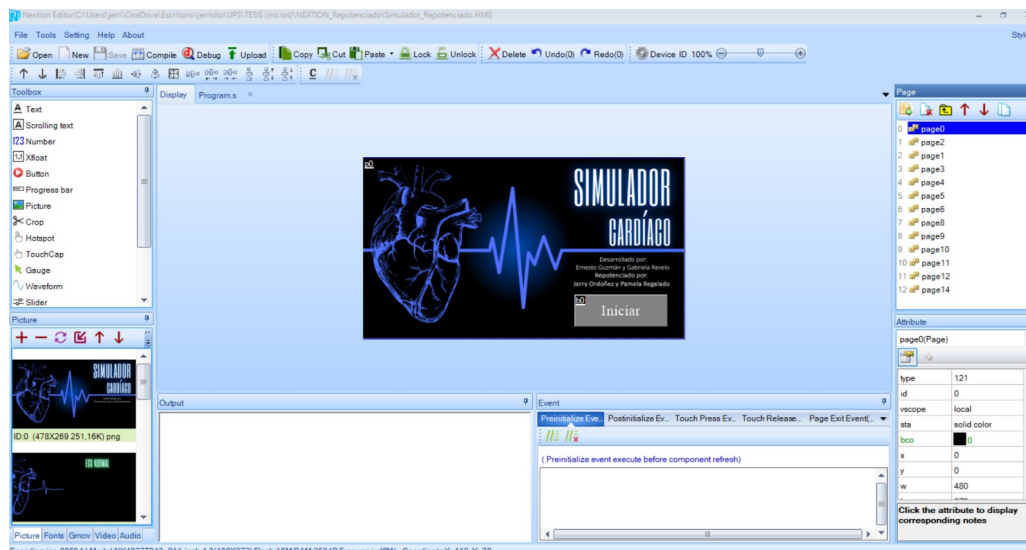 Nextion Editor(C:\Users\jerri\OneDrive\Escritorio\jerrisito\UPS\TESIS (inicios)\NEXTION_Repotenciado\Simulador_Repotenciado.HMI)
File Tools Setting Help About
Open New Save Compile Debug Upload Copy Cut Paste Lock Unlock Delete Undo(0) Redo(0) Device ID 100%
Toolbox
A Text
A Scrolling text
123 Number
1.1 Xfloat
Button
Progress bar
Picture
Crop
Hotspot
TouchCap
Gauge
Waveform
Slider
Picture
SIMULADOR
CARDÍACO
ID:0 (478X269 251,16K) png
ECG NORMAL
Picture Fonts Gmov Video Audio
Display Program.s ×
p0
SIMULADOR
CARDÍACO
Desarrollado por:
Ernesto Guzmán y Gabriela Revelo
Repotenciado por:
Jerry Ordoñez y Pamela Regalado
b0
Iniciar
Output
Event
Preinitialize Eve... Postinitialize Ev... Touch Press Ev... Touch Release... Page Exit Event(...
( Preinitialize event execute before component refresh)
Page
0 page0
1 page2
2 page1
3 page3
4 page4
5 page5
6 page6
7 page8
8 page9
9 page10
10 page11
11 page12
12 page14
Attribute
page0(Page)
type 121
id 0
vscope local
sta solid color
bco 0
x 0
y 0
w 480
Click the attribute to display
corresponding notes